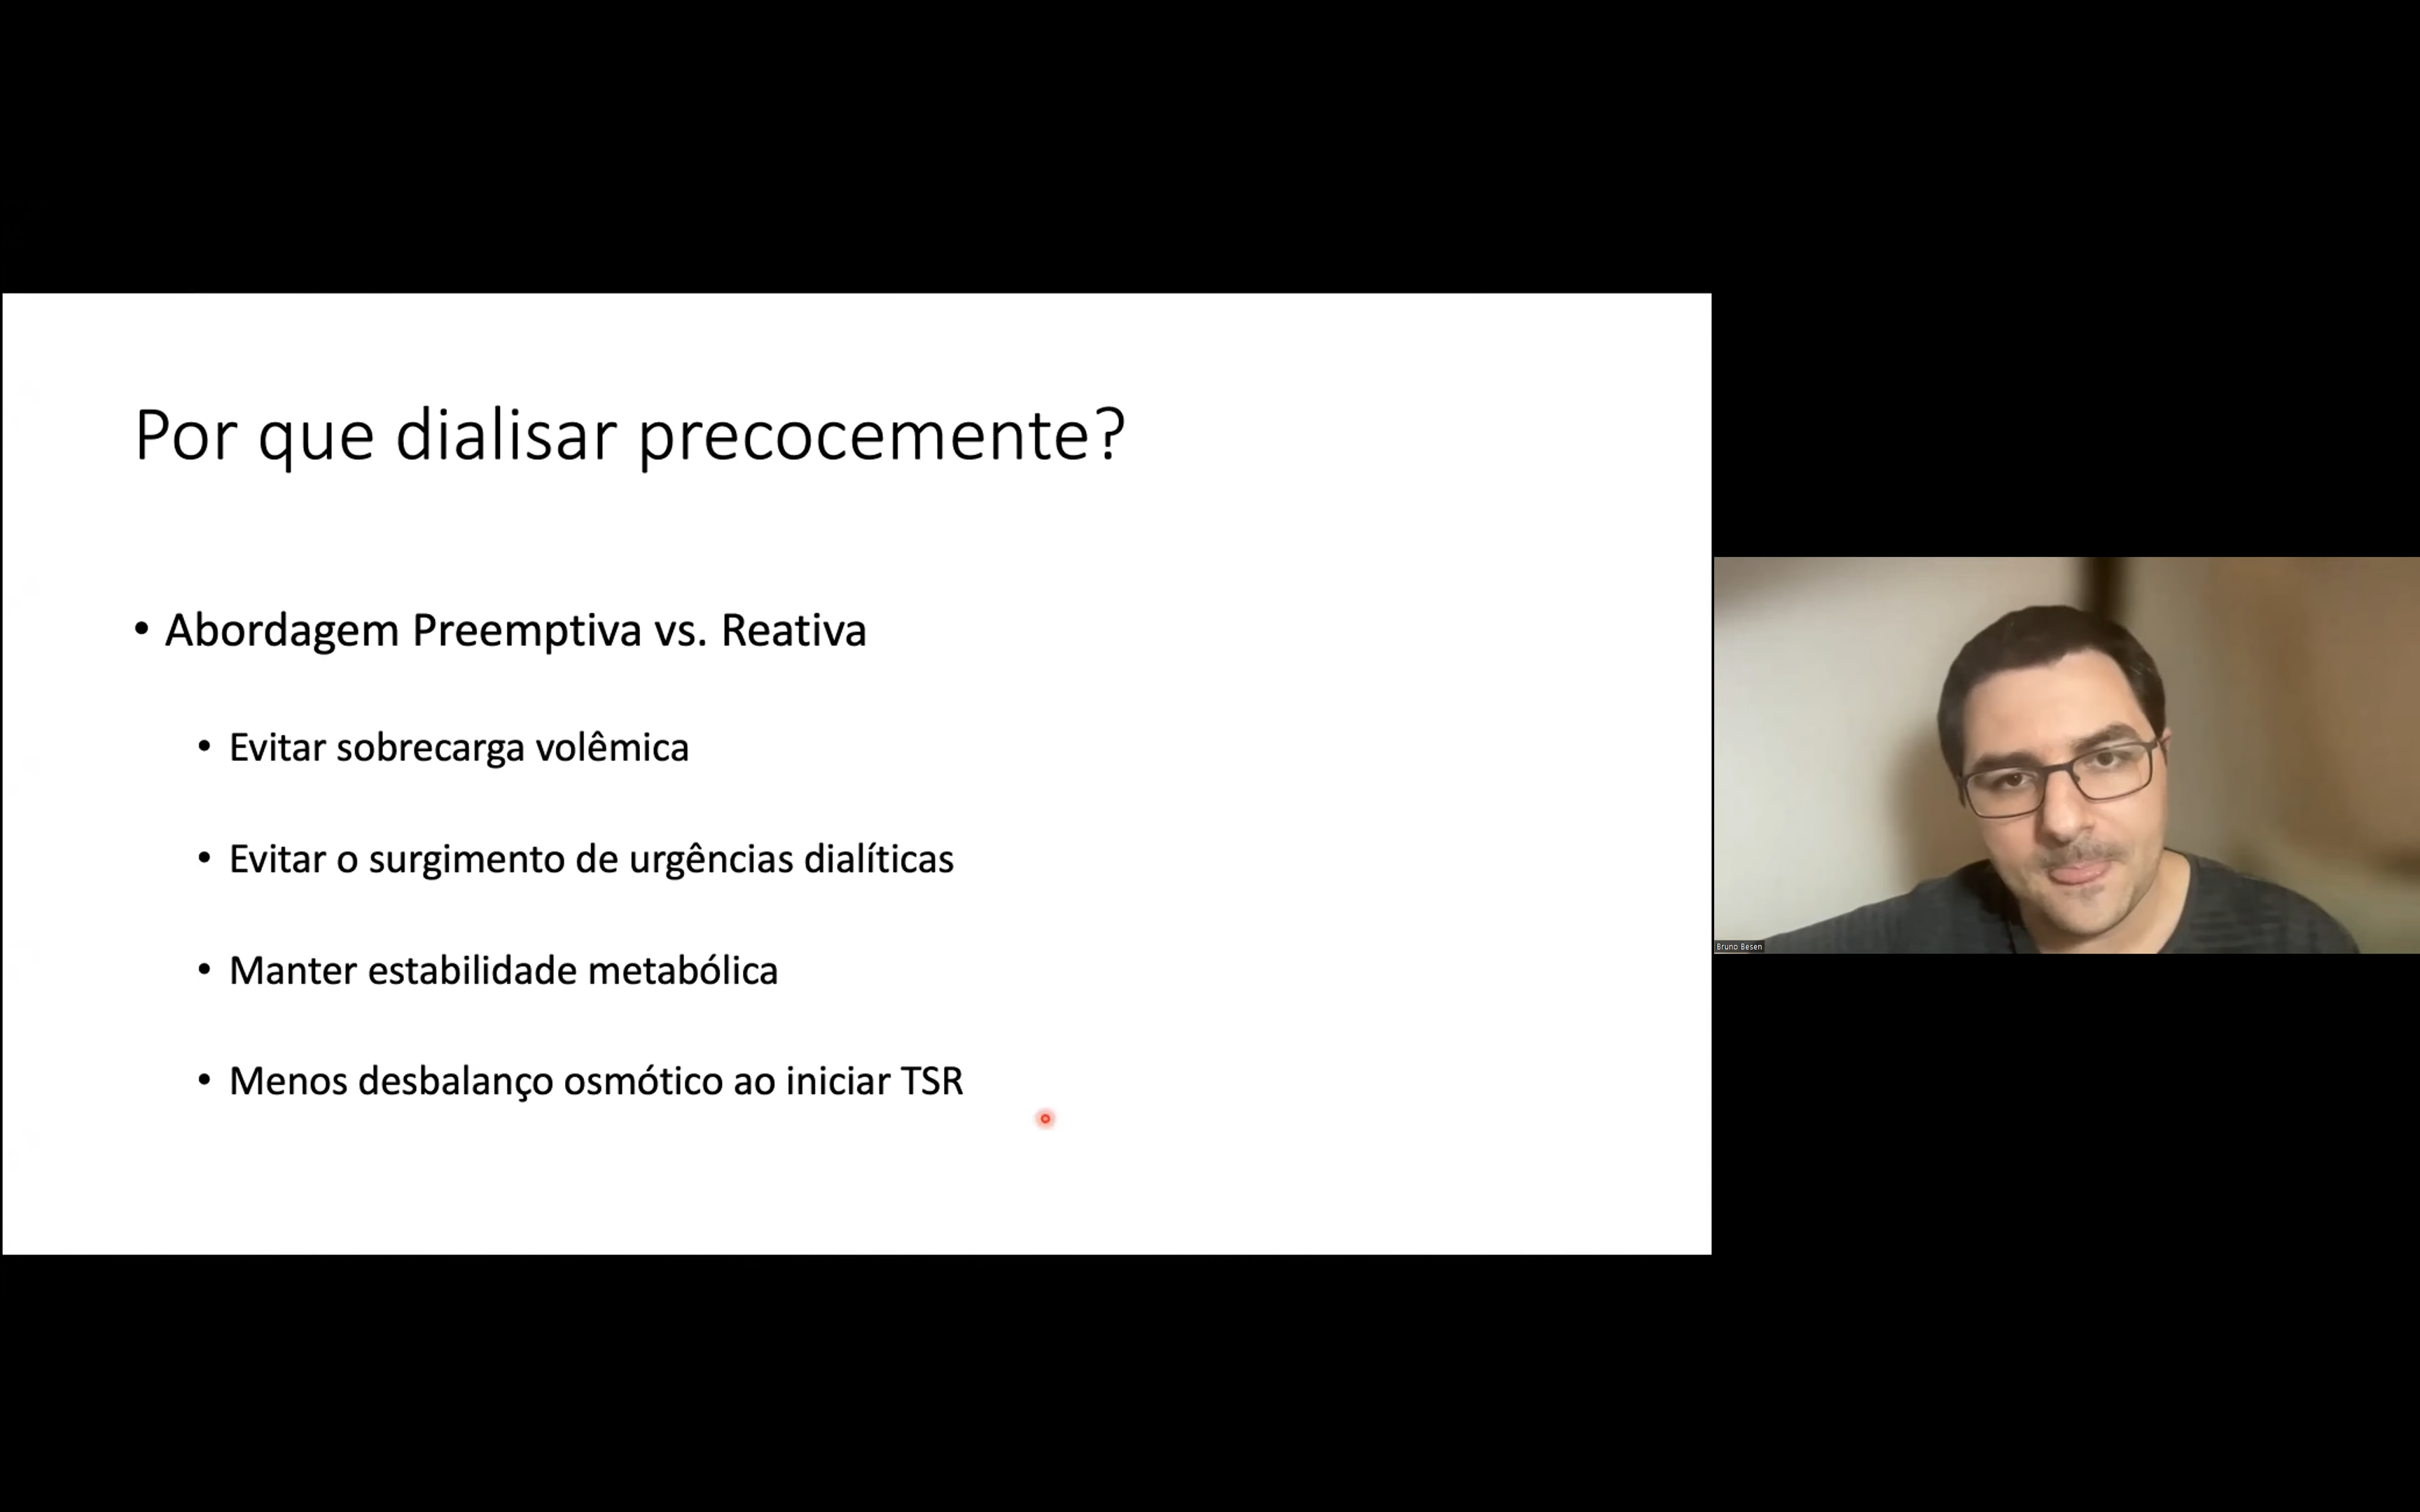 Por que dialisar precocemente?
• Abordagem Preemptiva vs. Reativa
• Evitar sobrecarga volêmica
• Evitar o surgimento de urgências dialíticas
• Manter estabilidade metabólica
• Menos desbalanço osmótico ao iniciar TSR
Bruno Besen